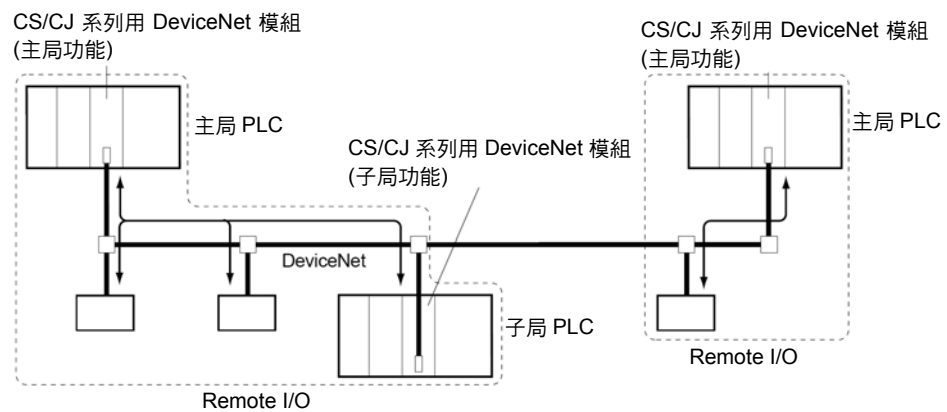 CS/CJ 系列用 DeviceNet 模組
(主局功能)
CS/CJ 系列用 DeviceNet 模組
(主局功能)
主局 PLC
主局 PLC
CS/CJ 系列用 DeviceNet 模組
(子局功能)
DeviceNet
子局 PLC
Remote I/O
Remote I/O